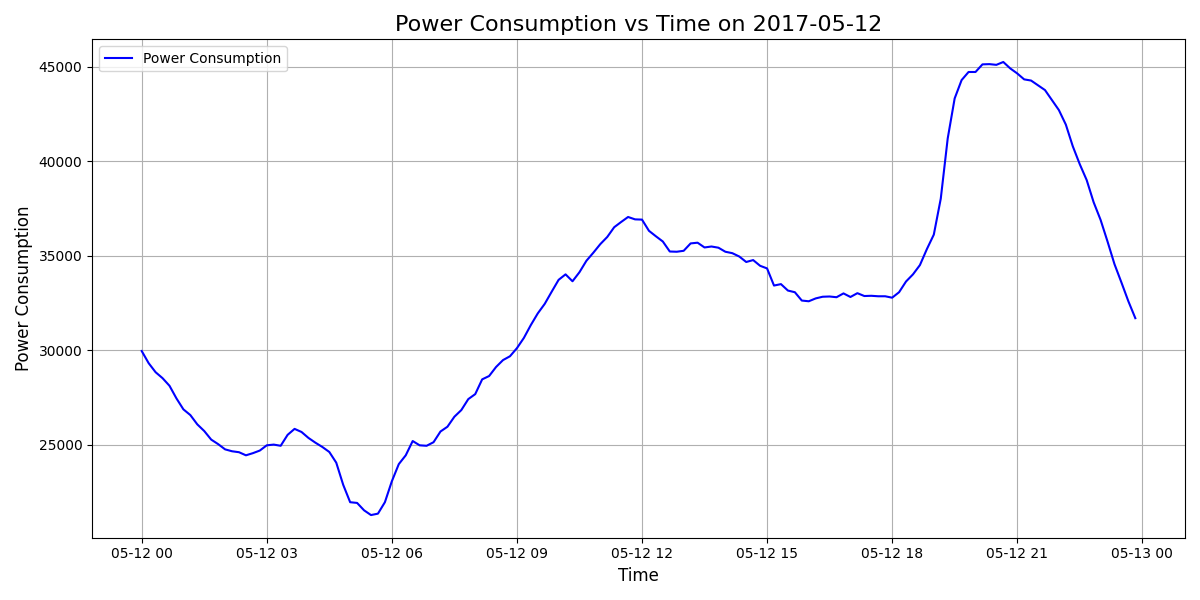 Power Consumption vs Time on 2017-05-12
Power Consumption
45000
40000
35000
30000
25000
Power Consumption
05-12 00 05-12 03 05-12 06 05-12 09 05-12 12 05-12 15 05-12 18 05-12 21 05-13 00
Time